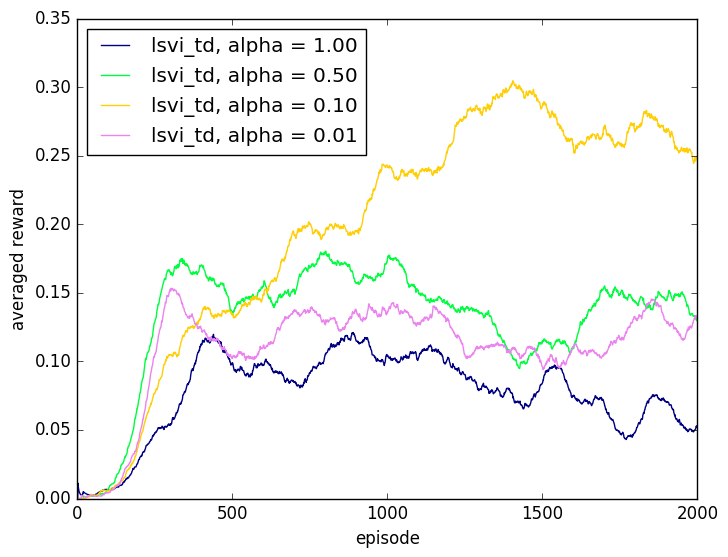 0.35
0.30
0.25
0.20
0.15
0.10
0.05
0.00
averaged reward
lsvi_td, alpha = 1.00
lsvi_td, alpha = 0.50
lsvi_td, alpha = 0.10
lsvi_td, alpha = 0.01
0 500 1000 1500 2000
episode